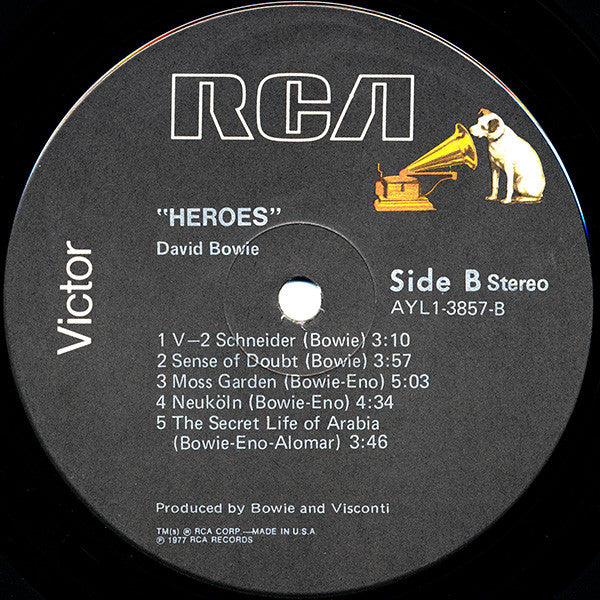 RCA
"HEROES"
David Bowie
Victor
Side B Stereo
AYL1-3857-B
1 V–2 Schneider (Bowie) 3:10
2 Sense of Doubt (Bowie) 3:57
3 Moss Garden (Bowie-Eno) 5:03
4 Neuköln (Bowie-Eno) 4:34
5 The Secret Life of Arabia
(Bowie-Eno-Alomar) 3:46
Produced by Bowie and Visconti
TM(s) ® RCA CORP.—MADE IN U.S.A
℗ 1977 RCA RECORDS